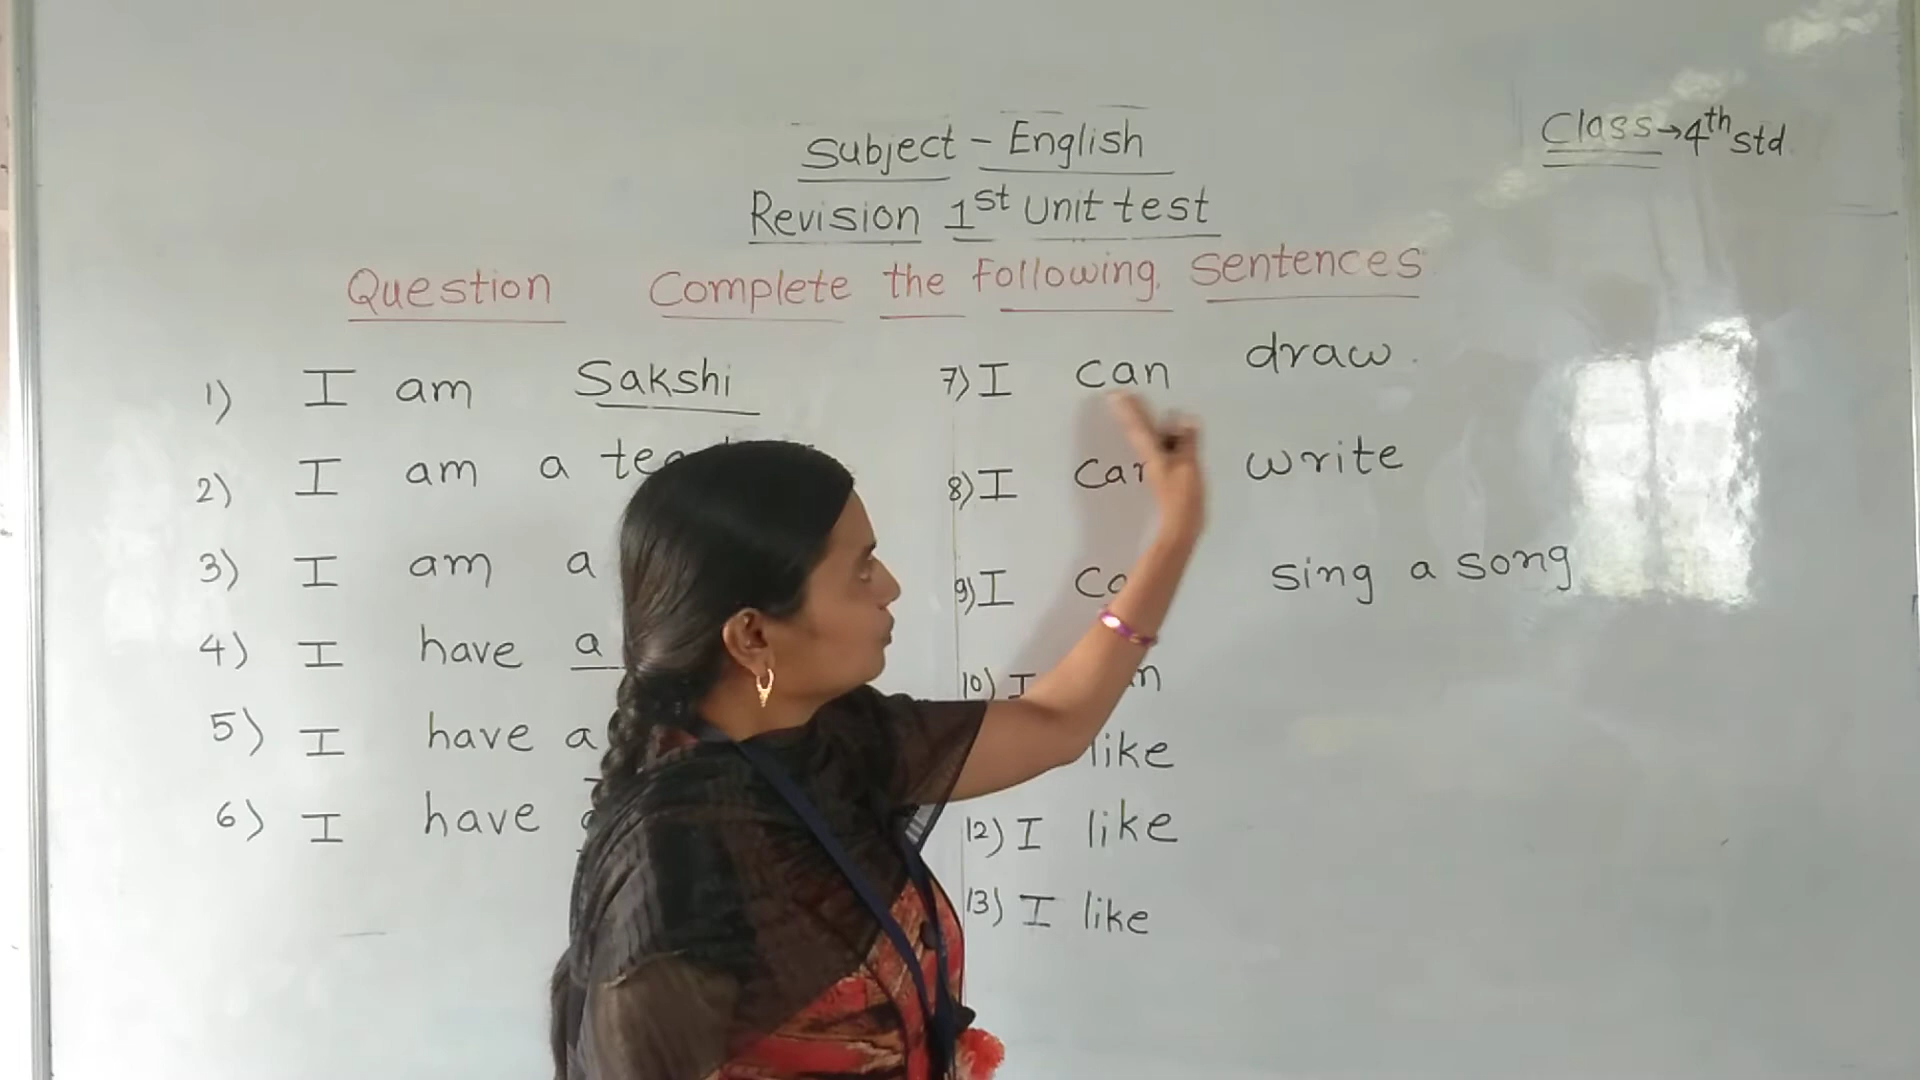 Subject - English
Class → 4th std
Revision 1st Unit test
Question Complete the following sentences
1) I am Sakshi
2) I am a
3) I am a
4) I have a
5) I have a
6) I have
7) I can draw.
8) I write
9) I sing a song
10) I
like
12) I like
13) I like